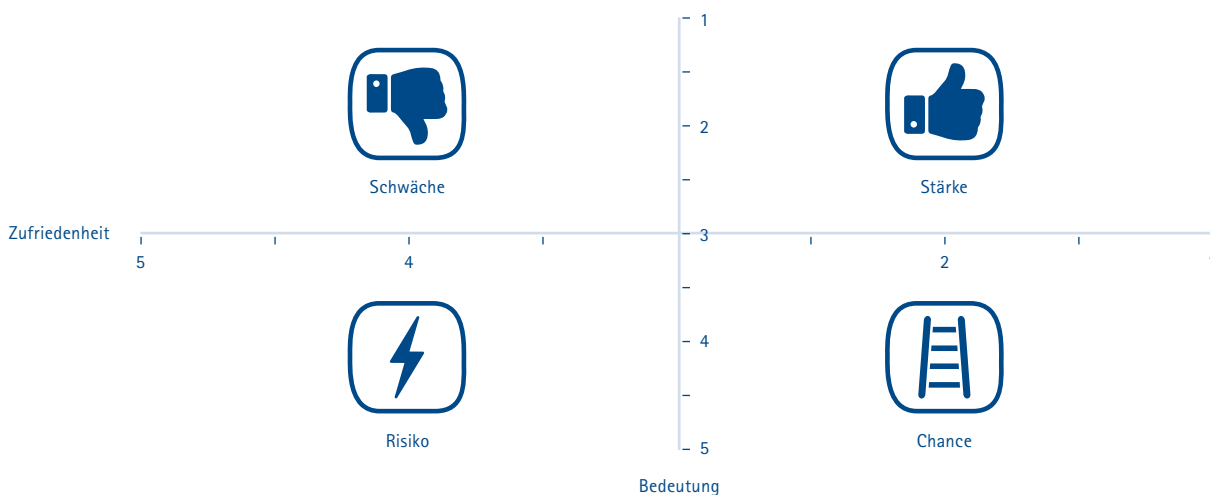 1
2
Schwäche
Stärke
Zufriedenheit
3
5
4
2
4
Risiko
Chance
5
Bedeutung